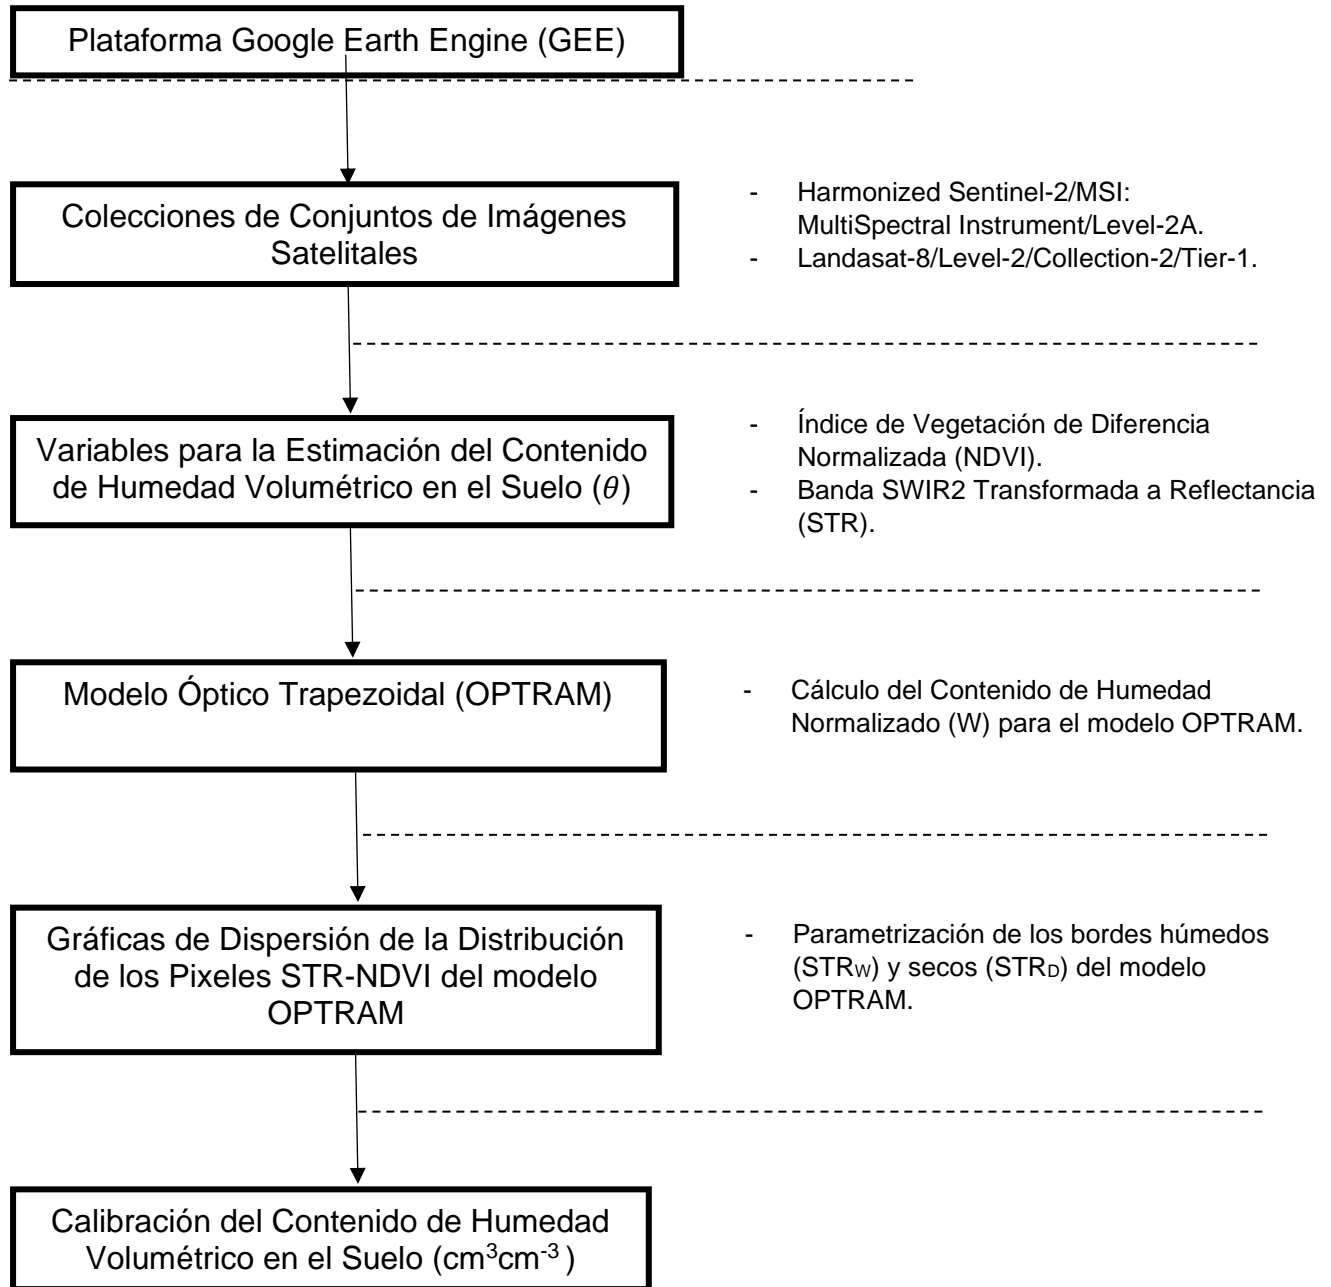 Plataforma Google Earth Engine (GEE)
Colecciones de Conjuntos de Imágenes
Satelitales
- Harmonized Sentinel-2/MSI:
MultiSpectral Instrument/Level-2A.
- Landasat-8/Level-2/Collection-2/Tier-1.
Variables para la Estimación del Contenido
de Humedad Volumétrico en el Suelo (θ)
- Índice de Vegetación de Diferencia
Normalizada (NDVI).
- Banda SWIR2 Transformada a Reflectancia
(STR).
Modelo Óptico Trapezoidal (OPTRAM)
- Cálculo del Contenido de Humedad
Normalizado (W) para el modelo OPTRAM.
Gráficas de Dispersión de la Distribución
de los Pixeles STR-NDVI del modelo
OPTRAM
- Parametrización de los bordes húmedos
(STRW) y secos (STRD) del modelo
OPTRAM.
Calibración del Contenido de Humedad
Volumétrico en el Suelo (cm³cm⁻³ )